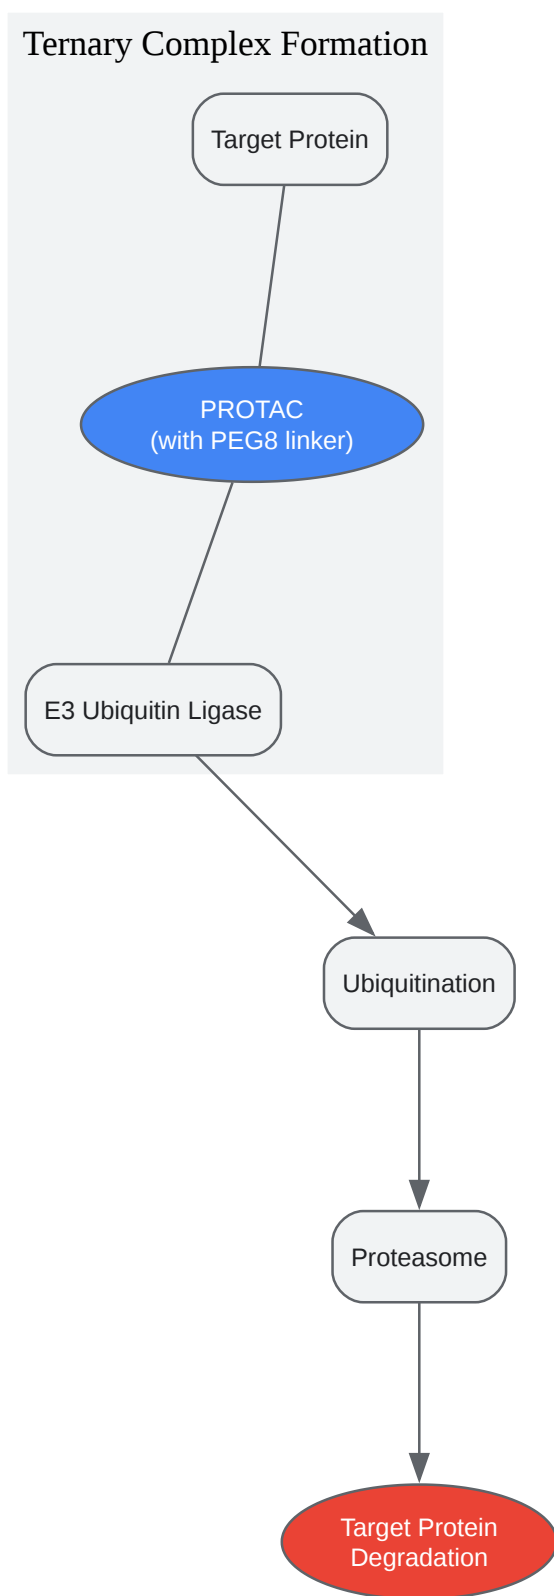 Ternary Complex Formation
Target Protein
PROTAC
(with PEG8 linker)
E3 Ubiquitin Ligase
Ubiquitination
Proteasome
Target Protein
Degradation